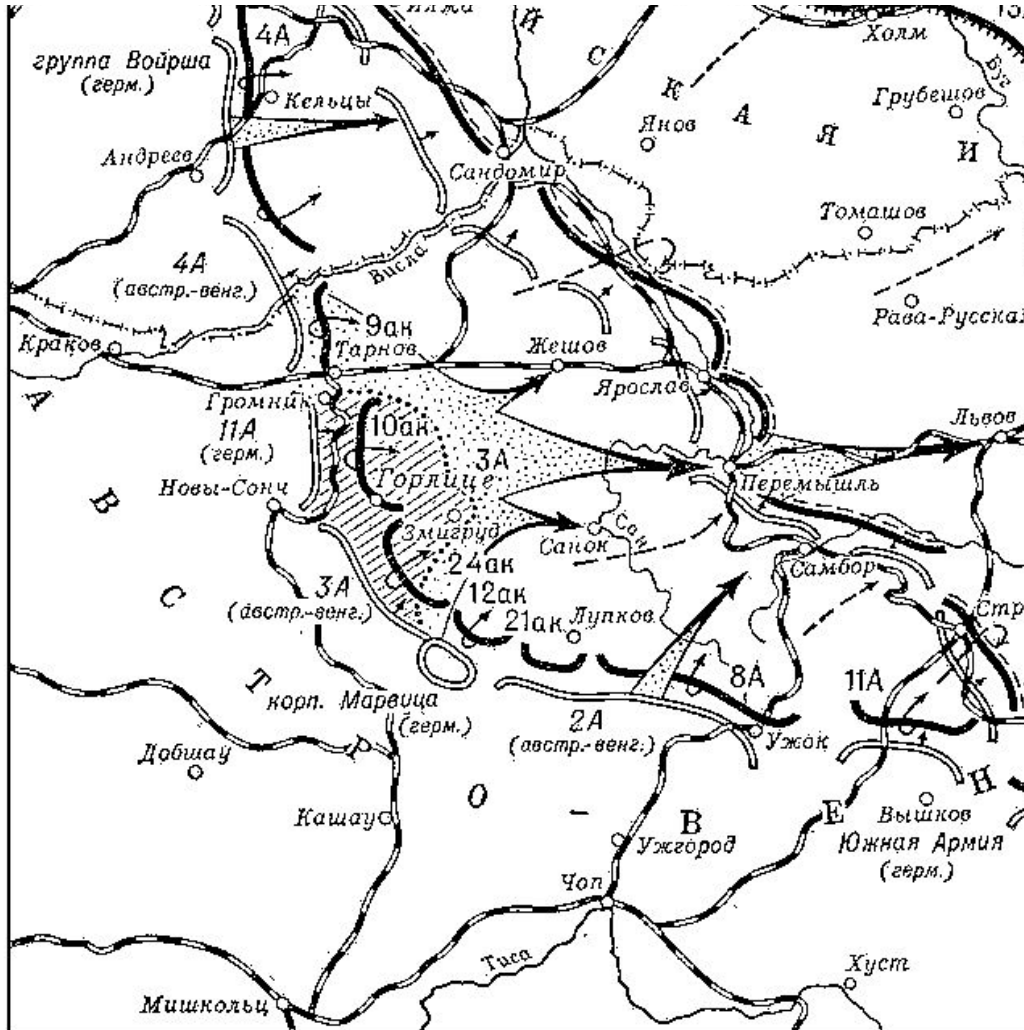 Й
4А
С
Холм
группа Войрша
(герм.)
К
Буг
Кельцы
Грубешов
Янов
А
Я
И
Андреев
Сандомир
Томашов
4А
(австр.-венг.)
Висла
9ак
Рава-Русская
Краков
Тарнов
Жешов
Ярослав
А
Громник
11А
(герм.)
10ак
Львов
3А
В
Новы-Сонч
Горлице
Перемышль
Змигруд
Сан
Санок
С
24ак
Самбор
3А
(австр.-венг.)
12ак
21ак
Лупков
Стр
Т
корп. Марвица
(герм.)
8А
11А
2А
(австр.-венг.)
Р
Ужок
Добшау
О
-
Н
Кашау
В
Е
Вышков
Ужгород
Южная Армия
(герм.)
Чоп
Тиса
Хуст
Мишкольц